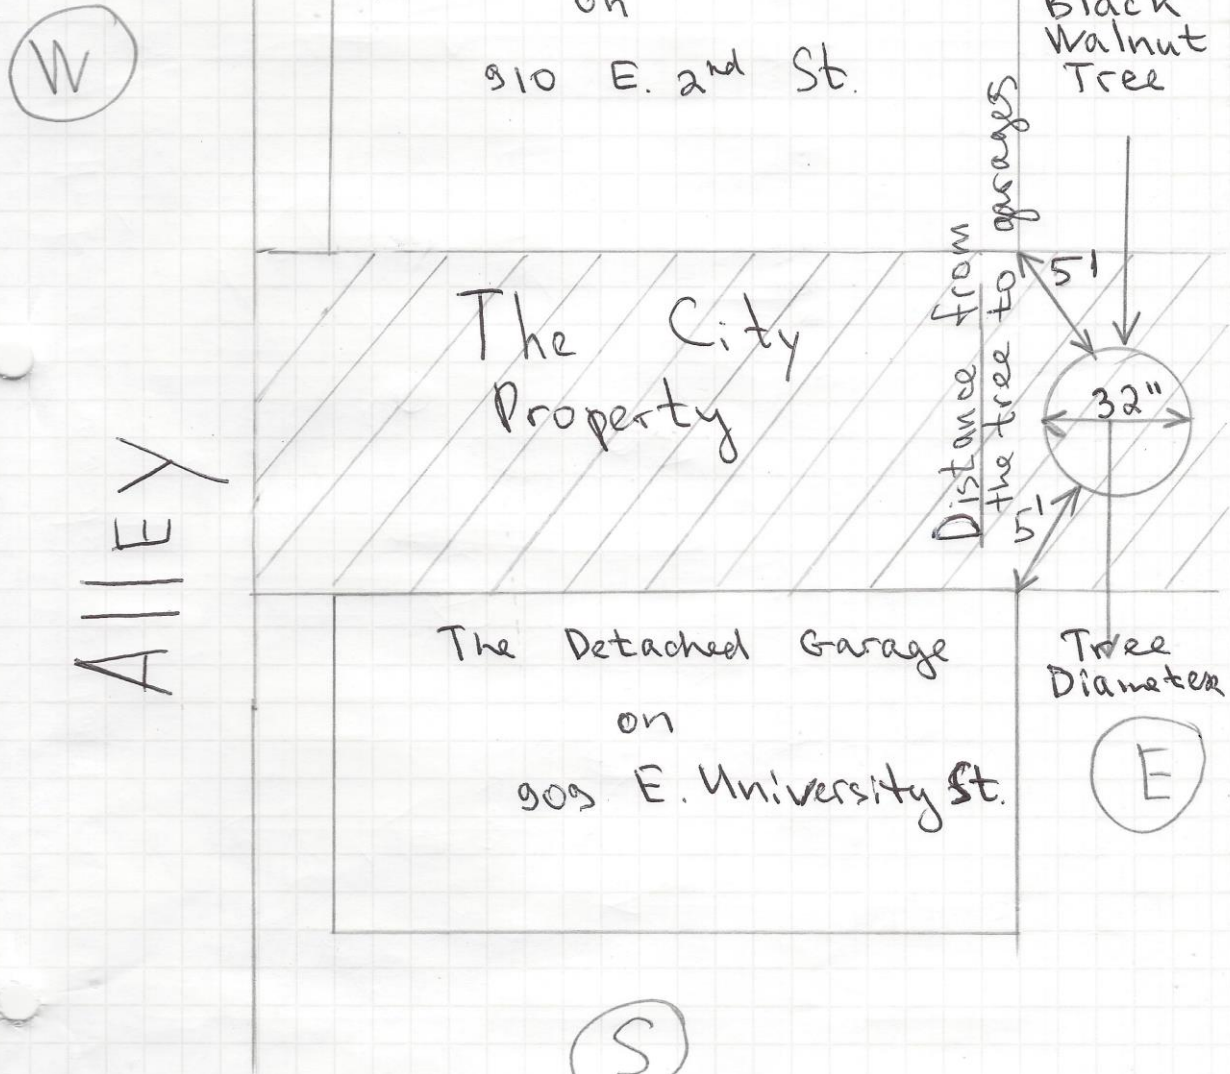 on
910 E. 2nd St.
Black
Walnut
Tree
W
Distance from
the tree to garages
5'
The City
Property
32"
5'
AllEY
The Detached Garage
on
909 E. University St.
Tree
Diameter
E
S